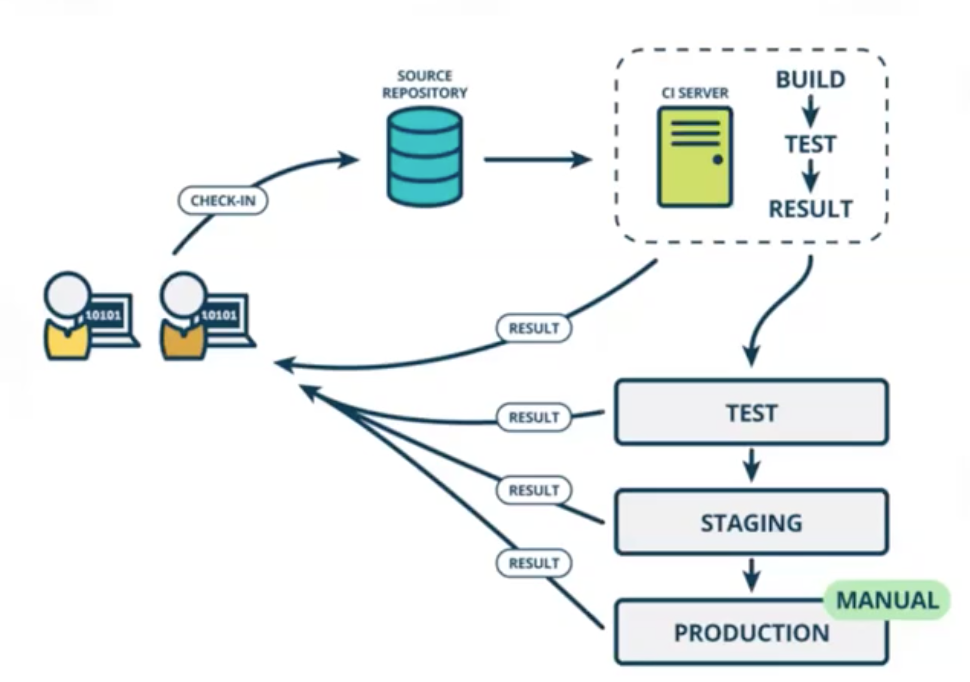 SOURCE
REPOSITORY
CI SERVER
BUILD
TEST
RESULT
CHECK-IN
10101
10101
RESULT
RESULT
TEST
RESULT
STAGING
RESULT
MANUAL
PRODUCTION